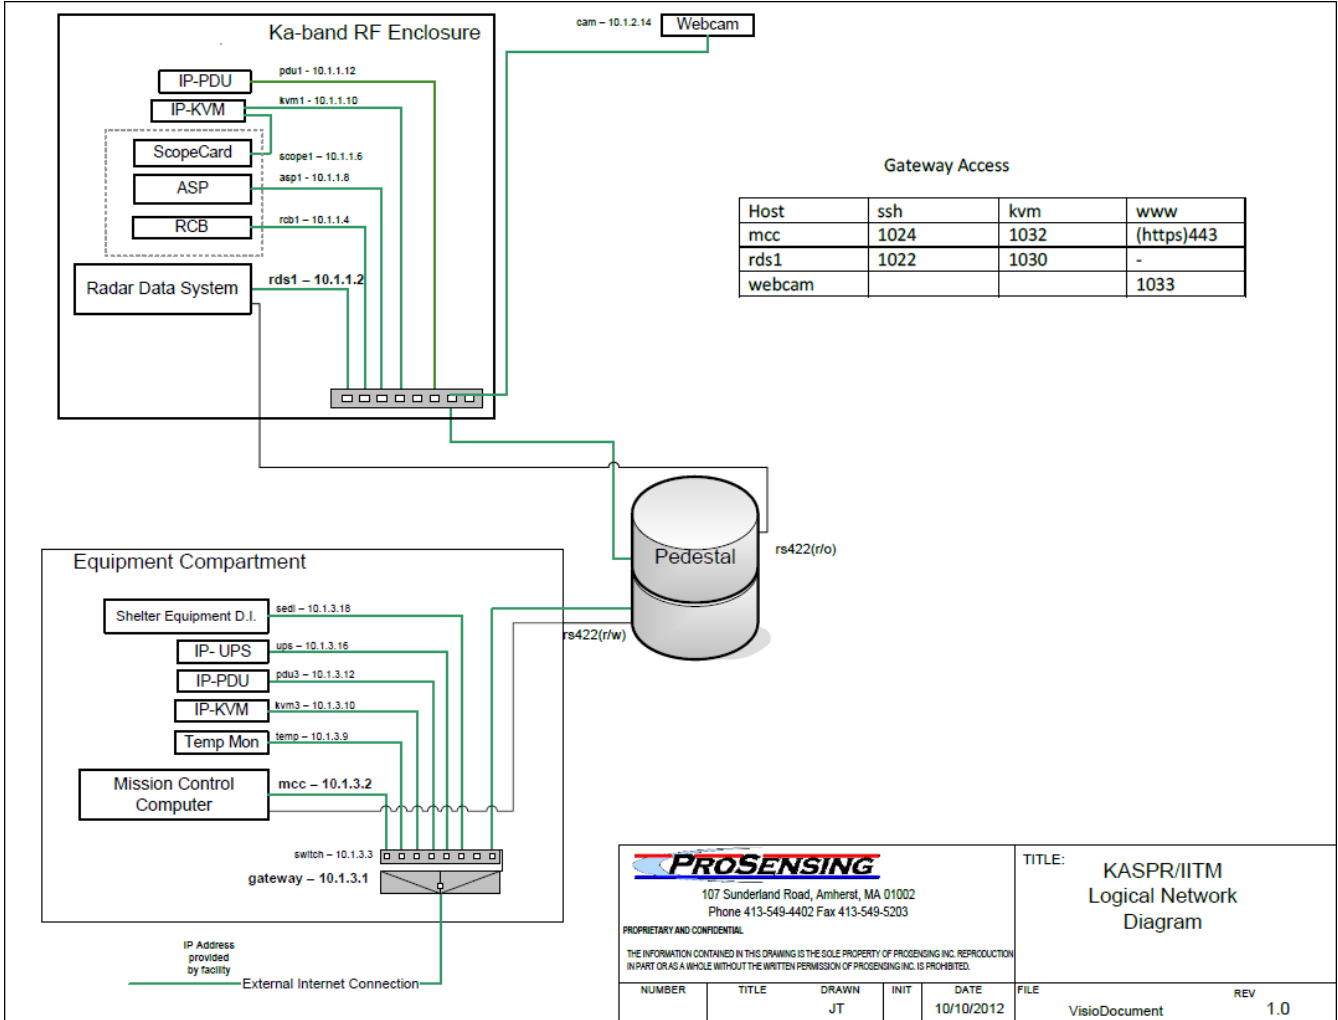 Ka-band RF Enclosure
cam – 10.1.2.14
Webcam
pdu1 - 10.1.1.12
IP-PDU
kvm1 - 10.1.1.10
IP-KVM
ScopeCard
scope1 – 10.1.1.6
asp1 - 10.1.1.8
ASP
rcb1 – 10.1.1.4
RCB
rds1 – 10.1.1.2
Radar Data System
Gateway Access
Host ssh kvm www
mcc 1024 1032 (https)443
rds1 1022 1030 -
webcam 1033
Pedestal
rs422(r/o)
rs422(r/w)
Equipment Compartment
Shelter Equipment D.I.
sedi – 10.1.3.18
IP- UPS
ups – 10.1.3.16
IP-PDU
pdu3 – 10.1.3.12
IP-KVM
kvm3 – 10.1.3.10
Temp Mon
temp – 10.1.3.9
Mission Control
Computer
mcc – 10.1.3.2
switch – 10.1.3.3
gateway – 10.1.3.1
IP Address
provided
by facility
External Internet Connection
PROSENSING
107 Sunderland Road, Amherst, MA 01002
Phone 413-549-4402 Fax 413-549-5203
PROPRIETARY AND CONFIDENTIAL
THE INFORMATION CONTAINED IN THIS DRAWING IS THE SOLE PROPERTY OF PROSENSING INC. REPRODUCTION
IN PART OR AS A WHOLE WITHOUT THE WRITTEN PERMISSION OF PROSENSING INC. IS PROHIBITED.
TITLE:
KASPR/IITM
Logical Network
Diagram
NUMBER TITLE DRAWN INIT DATE FILE REV
JT 10/10/2012 VisioDocument 1.0